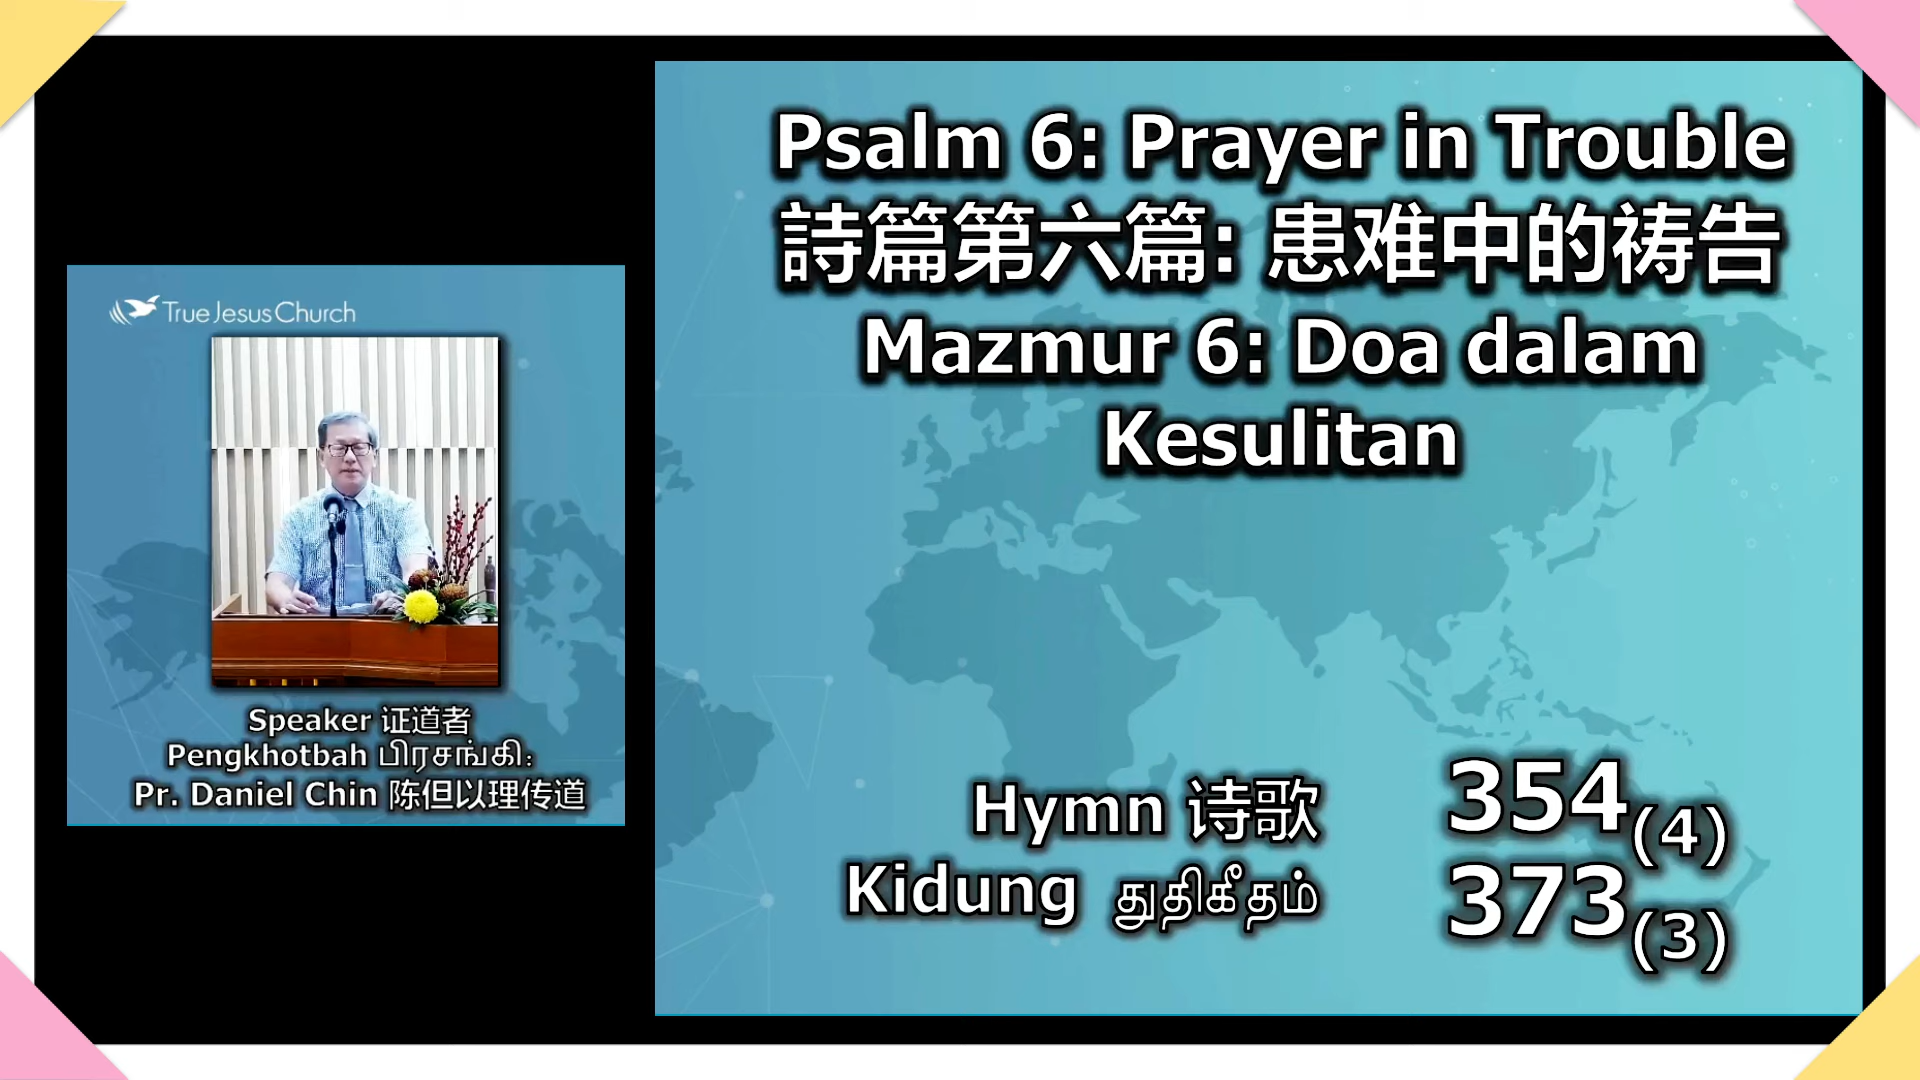 True Jesus Church
Speaker 证道者
Pengkhotbah பிரசங்கி:
Pr. Daniel Chin 陈但以理传道
Psalm 6: Prayer in Trouble
詩篇第六篇: 患难中的祷告
Mazmur 6: Doa dalam
Kesulitan
Hymn 诗歌 354(4)
Kidung துதிகீதம் 373(3)